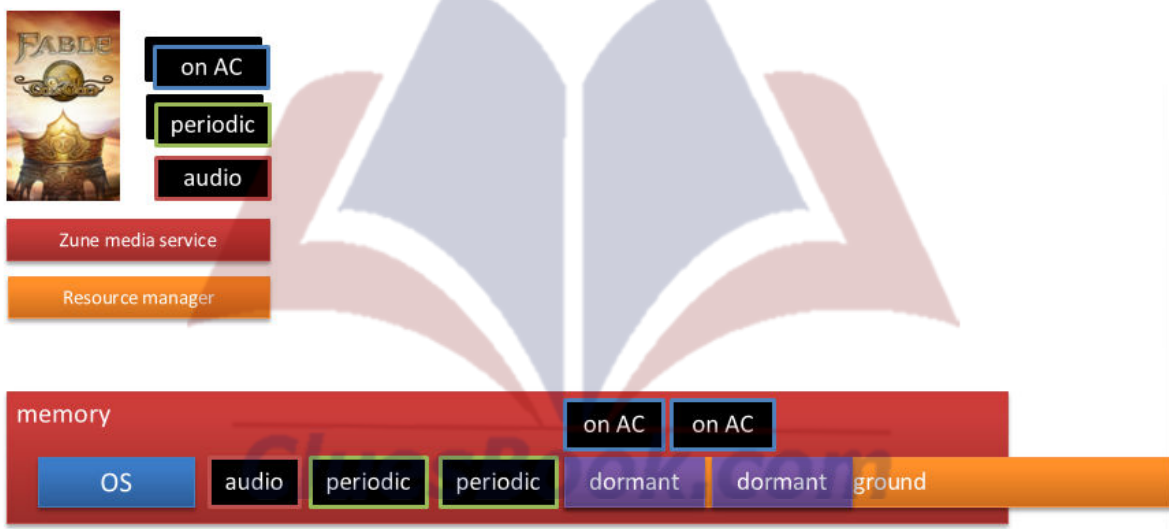 FABLE
on AC
periodic
audio
Zune media service
Resource manager
memory
on AC on AC
OS audio periodic periodic dormant dormant ground